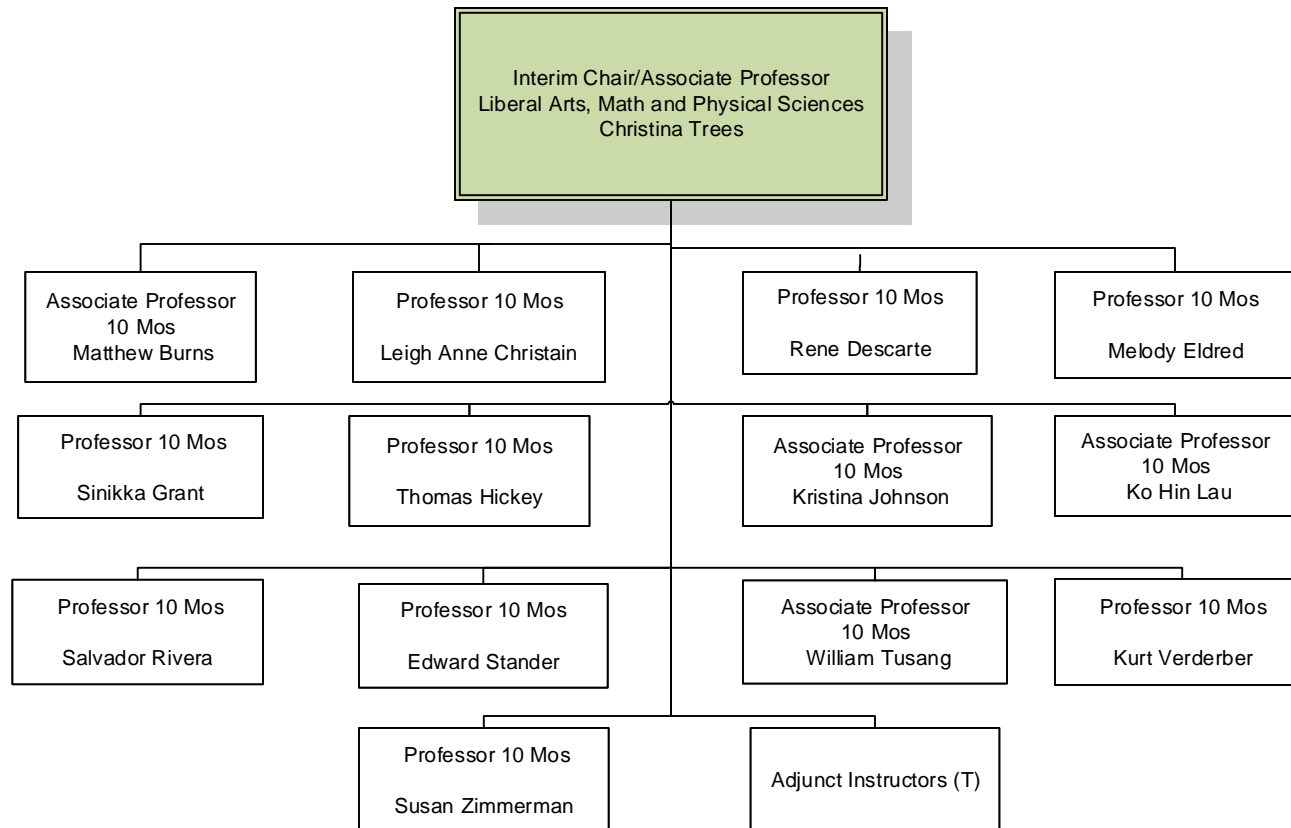 Interim Chair/Associate Professor
Liberal Arts, Math and Physical Sciences
Christina Trees
Associate Professor
10 Mos
Matthew Burns
Professor 10 Mos
Leigh Anne Christain
Professor 10 Mos
Rene Descarte
Professor 10 Mos
Melody Eldred
Professor 10 Mos
Sinikka Grant
Professor 10 Mos
Thomas Hickey
Associate Professor
10 Mos
Kristina Johnson
Associate Professor
10 Mos
Ko Hin Lau
Professor 10 Mos
Salvador Rivera
Professor 10 Mos
Edward Stander
Associate Professor
10 Mos
William Tusang
Professor 10 Mos
Kurt Verderber
Professor 10 Mos
Susan Zimmerman
Adjunct Instructors (T)